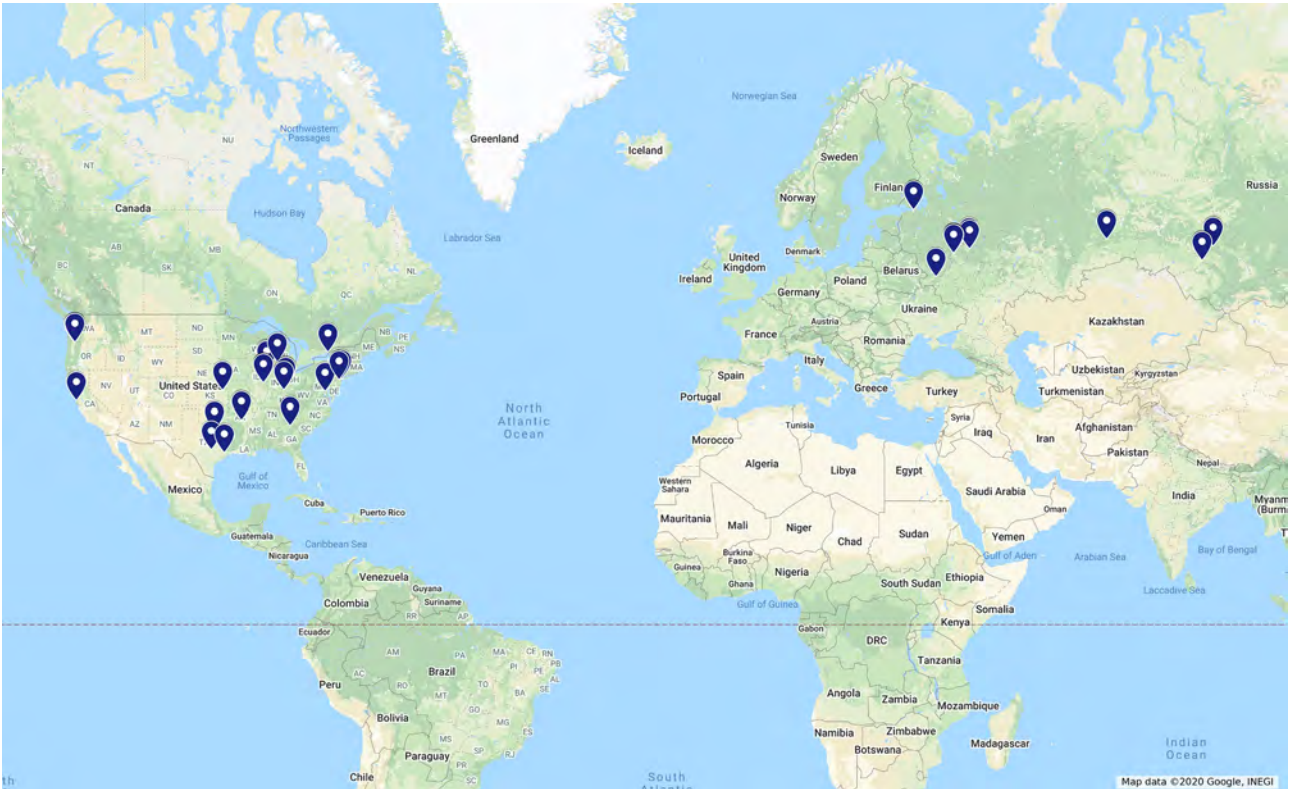 Norwegian Sea
Northwestern
Passages
NU
Greenland
Iceland
NT
Sweden
Finlan
Russia
Norway
Canada
Hudson Bay
Labrador Sea
AB
MB
BC
SK
NL
ON
QC
Denmark
United
Kingdom
Ireland
Belarus
Poland
Germany
Ukraine
Kazakhstan
Austria
France
Romania
Italy
Uzbekistan
Kyrgyzstan
Turkmenistan
Spain
Portugal
Greece
Turkey
WA
MT
ND
MN
NB
PE
NS
ME
OR
ID
WY
SD
NE
United States
NV
UT
CO
KS
CA
AZ
NM
MA
DE
WV
VA
TN
NC
SC
MS
AL
GA
LA
FL
North
Atlantic
Ocean
Syria
Iraq
Iran
Afghanistan
Pakistan
Nepal
Tunisia
Morocco
Algeria
Libya
Egypt
Western
Sahara
Saudi Arabia
Oman
India
Myanm
(Burm
Gulf of
Mexico
Mexico
Cuba
Puerto Rico
Guatemala
Caribbean Sea
Nicaragua
Mauritania
Mali
Niger
Chad
Sudan
Yemen
Gulf of Aden
Arabian Sea
Bay of Bengal
Burkina
Faso
Guinea
Ghana
Nigeria
South Sudan
Ethiopia
Laccadive Sea
Somalia
Gulf of Guinea
Venezuela
Guyana
Suriname
Colombia
RR
AP
Ecuador
Gabon
Kenya
DRC
Tanzania
AM
PA
MA
CE
RN
PB
PI
PE
AL
SE
AC
RO
TO
BA
Brazil
Peru
MT
GO
MG
ES
Bolivia
MS
SP
RJ
PR
Paraguay
SC
Chile
Angola
Zambia
Mozambique
Namibia
Zimbabwe
Botswana
Madagascar
Indian
Ocean
South
Atlantic
Map data ©2020 Google, INEGI